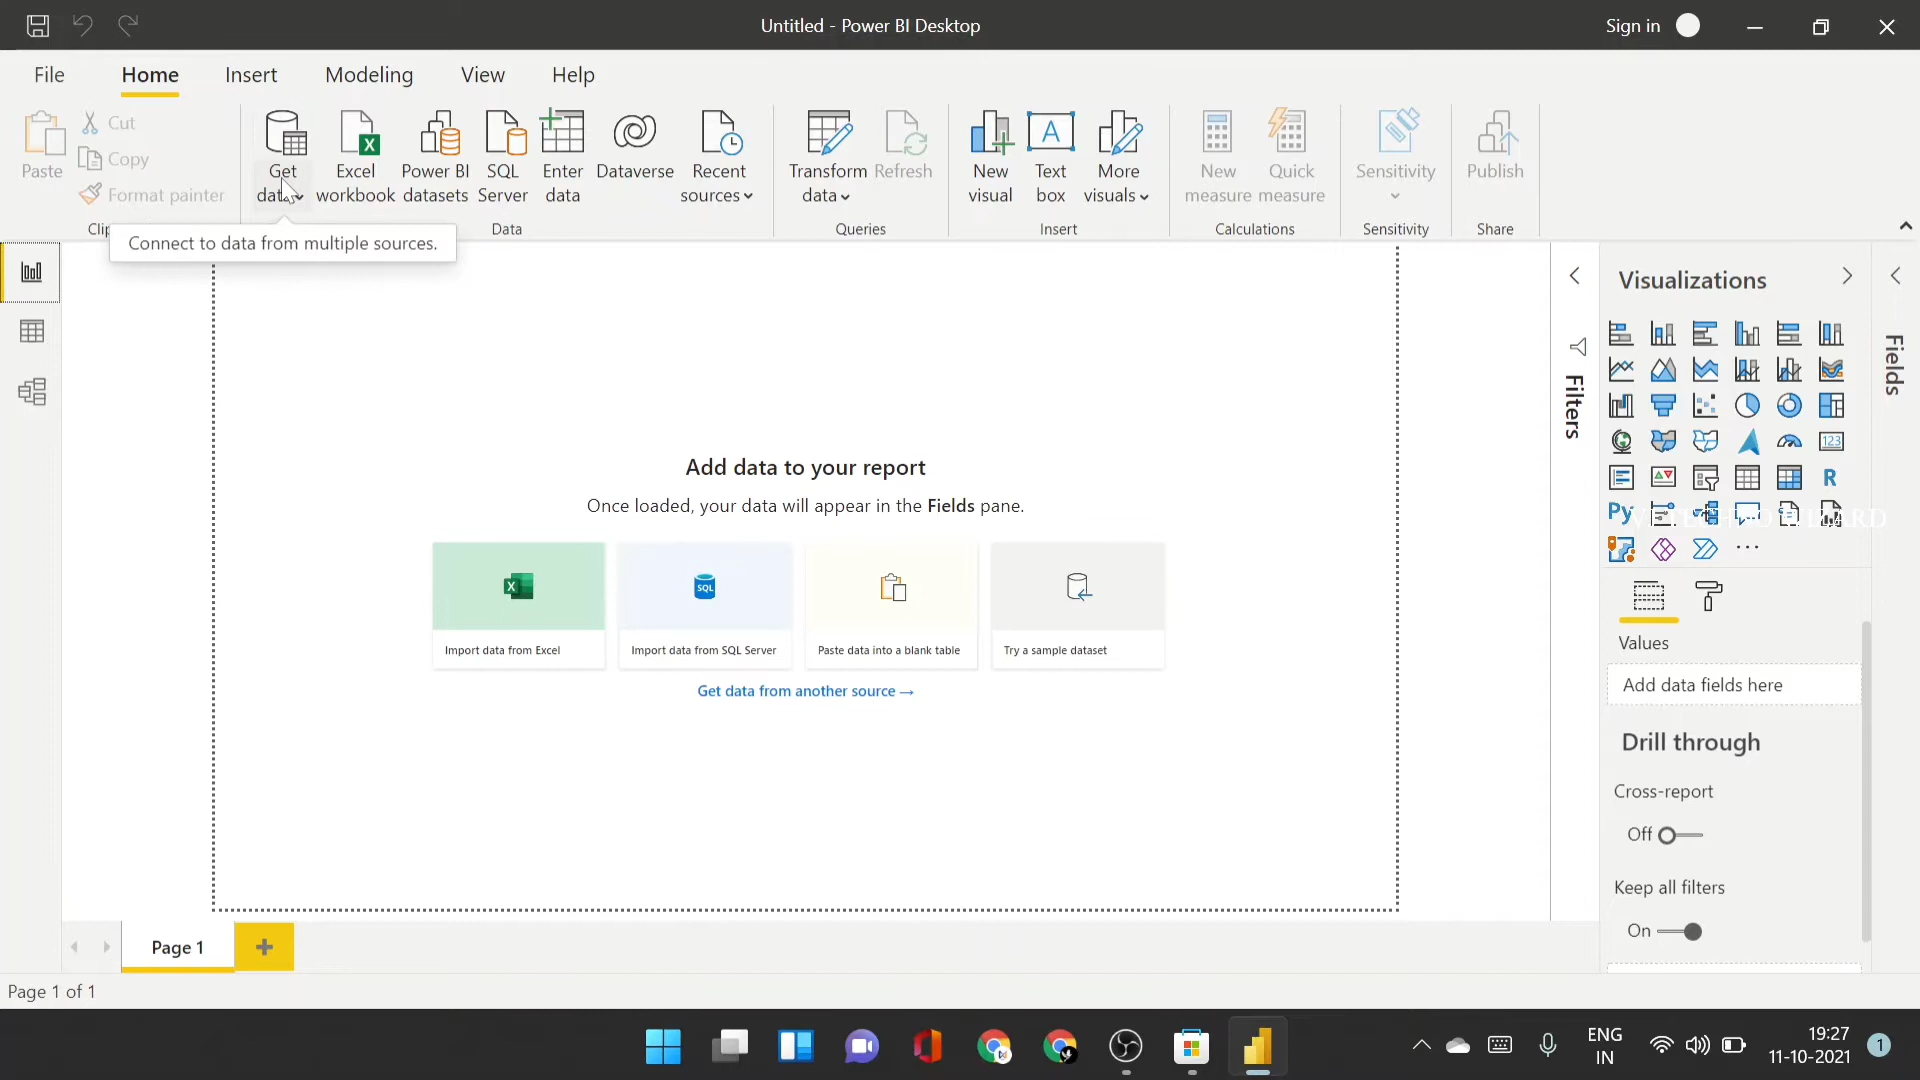 Untitled - Power BI Desktop
Sign in
File
Home
Insert
Modeling
View
Help
Paste
Cut
Copy
Format painter
Get
data
Excel
workbook
Power BI
datasets
SQL
Server
Enter
data
Dataverse
Recent
sources
Transform
data
Refresh
New
visual
Text
box
More
visuals
New
measure
Quick
measure
Sensitivity
Publish
Clip
Data
Queries
Insert
Calculations
Sensitivity
Share
Connect to data from multiple sources.
Add data to your report
Once loaded, your data will appear in the Fields pane.
SQL
Import data from Excel
Import data from SQL Server
Paste data into a blank table
Try a sample dataset
Get data from another source →
Filters
Visualizations
123
R
Py
Values
Add data fields here
Drill through
Cross-report
Off
Keep all filters
On
Fields
Page 1
Page 1 of 1
ENG
IN
19:27
11-10-2021
1